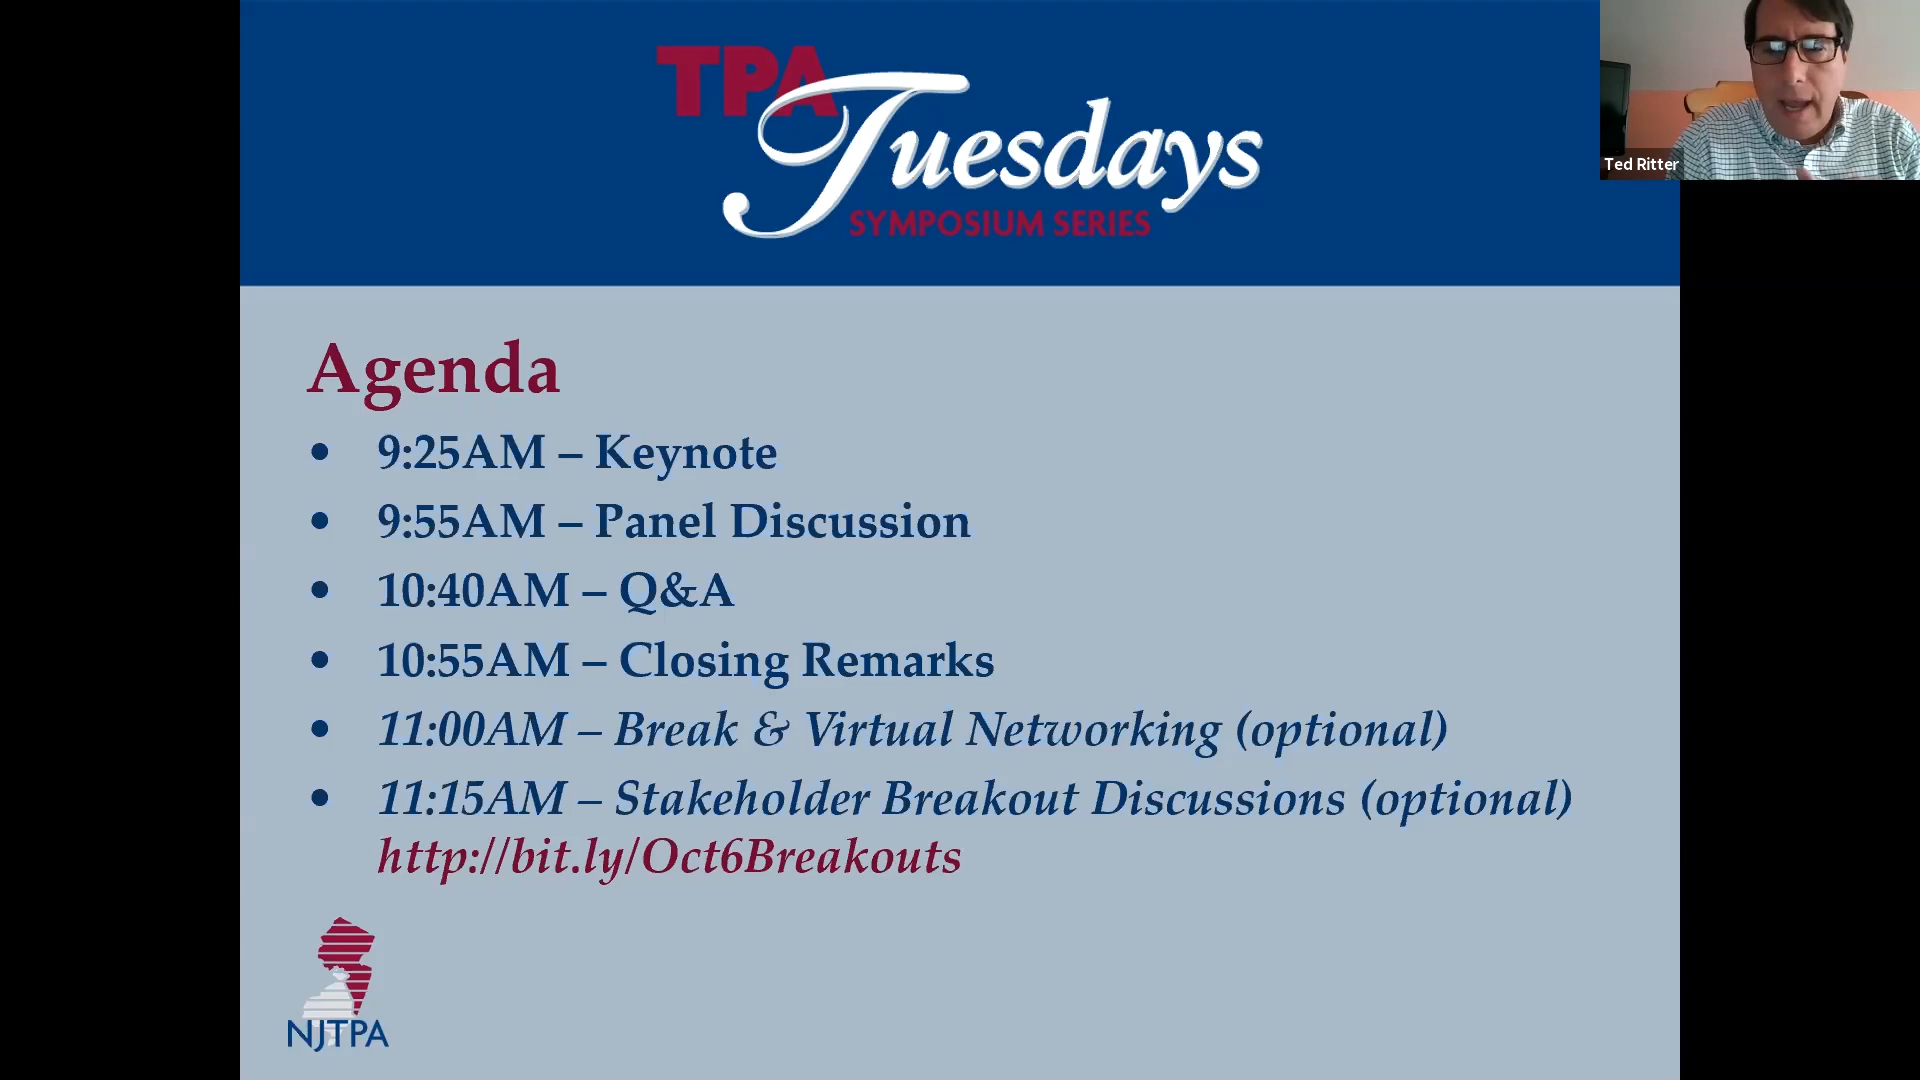 TPA
Tuesdays
SYMPOSIUM SERIES
Ted Ritter
Agenda
• 9:25AM – Keynote
• 9:55AM – Panel Discussion
• 10:40AM – Q&A
• 10:55AM – Closing Remarks
• 11:00AM – Break & Virtual Networking (optional)
• 11:15AM – Stakeholder Breakout Discussions (optional)
http://bit.ly/Oct6Breakouts
NJTPA